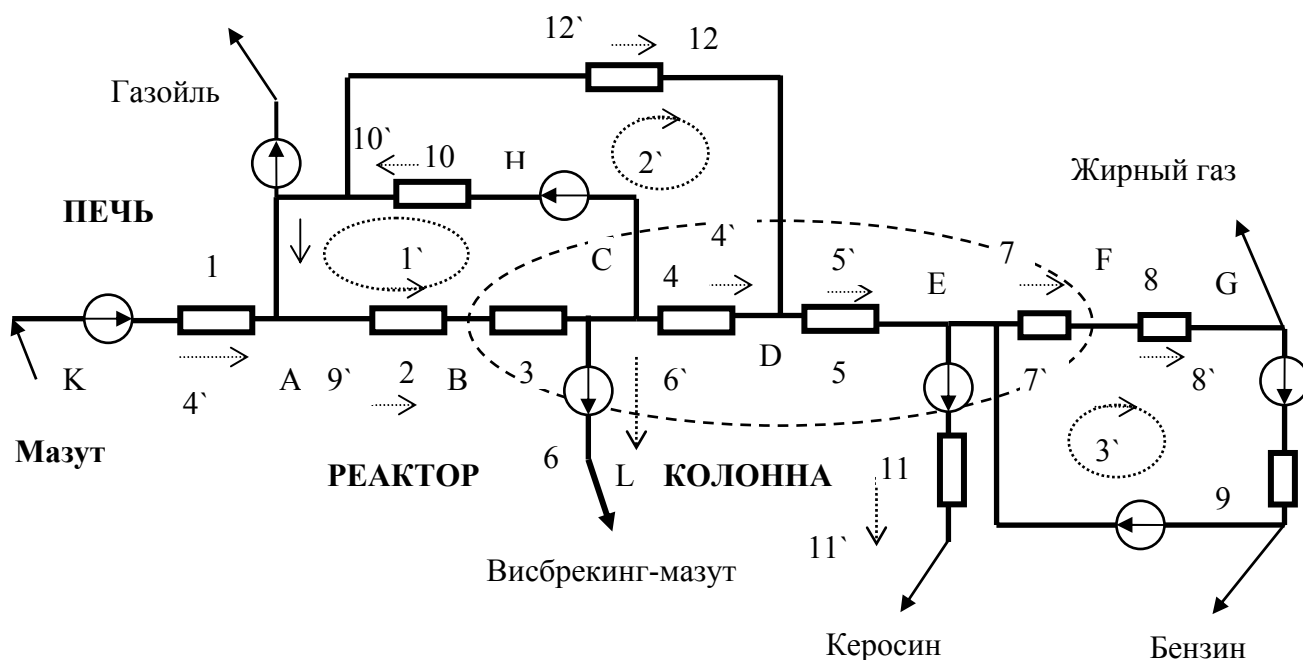 12` 12
Газойль
10` 10 H 2`
Жирный газ
ПЕЧЬ
1 1` C 4` 5` 7 F
4 E 8 G
K 4` A 9` 2 B 3 6` D 5 7` 8`
Мазут
РЕАКТОР 6 L КОЛОННА 11 3` 9
11`
Висбрекинг-мазут
Керосин Бензин